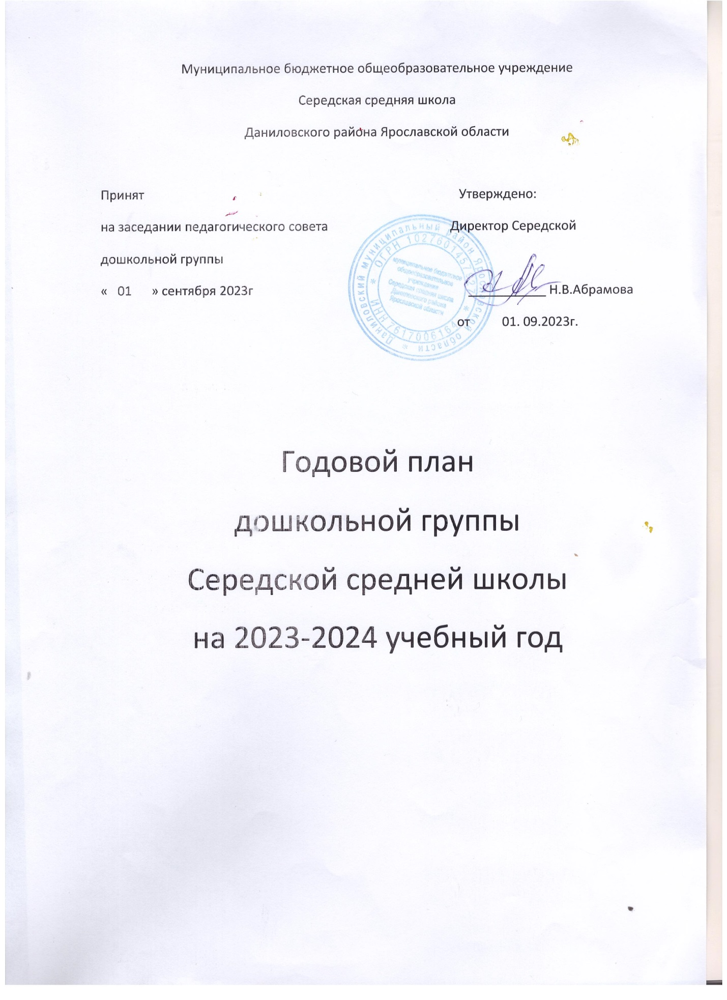 Муниципальное бюджетное общеобразовательное учреждение
Середская средняя школа
Даниловского района Ярославской области
Принят
на заседании педагогического совета
дошкольной группы
«   01      » сентября 2023г
Утверждено:
Директор Середской
____________ Н.В.Абрамова
от          01. 09.2023г.
Даниловский муниципальный район Ярославской области *
* ОГРН 10276014579
* ИНН 7617006164 *
муниципальное бюджетное
общеобразовательное
учреждение
Середская средняя школа
Даниловского района
Ярославской области
Годовой план
дошкольной группы
Середской средней школы
на 2023-2024 учебный год